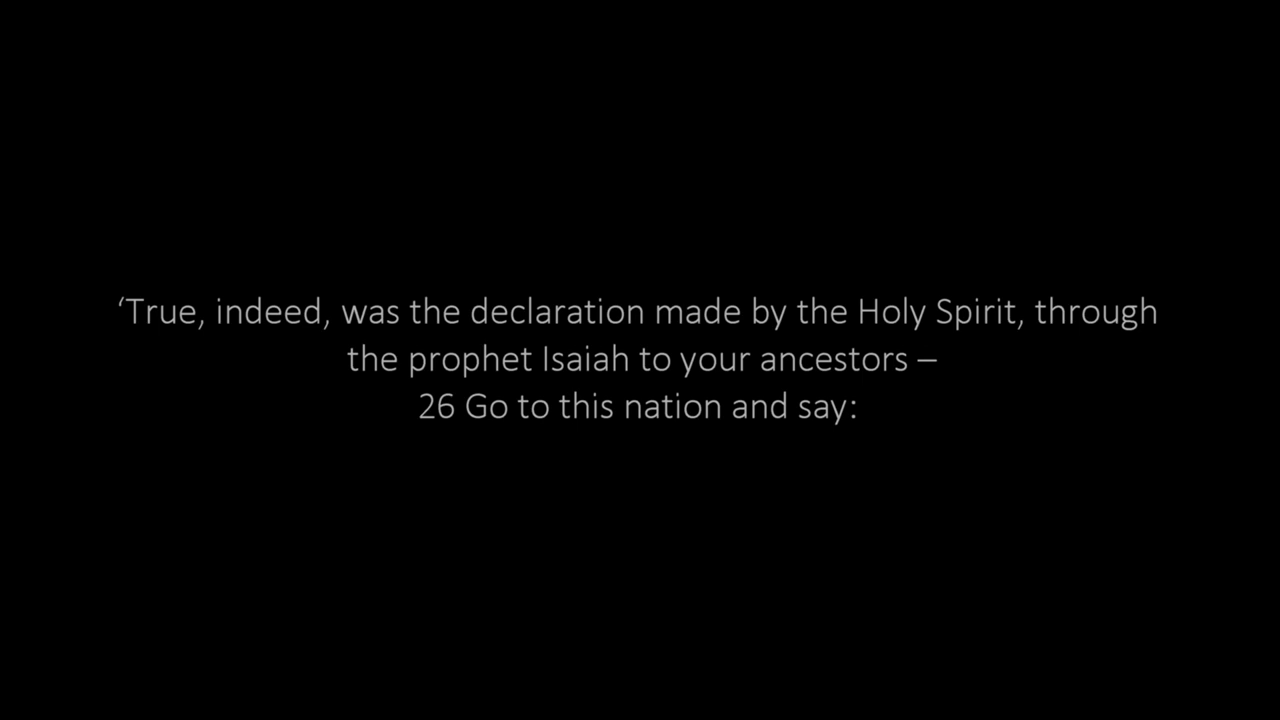 ‘True, indeed, was the declaration made by the Holy Spirit, through
the prophet Isaiah to your ancestors –
26 Go to this nation and say: